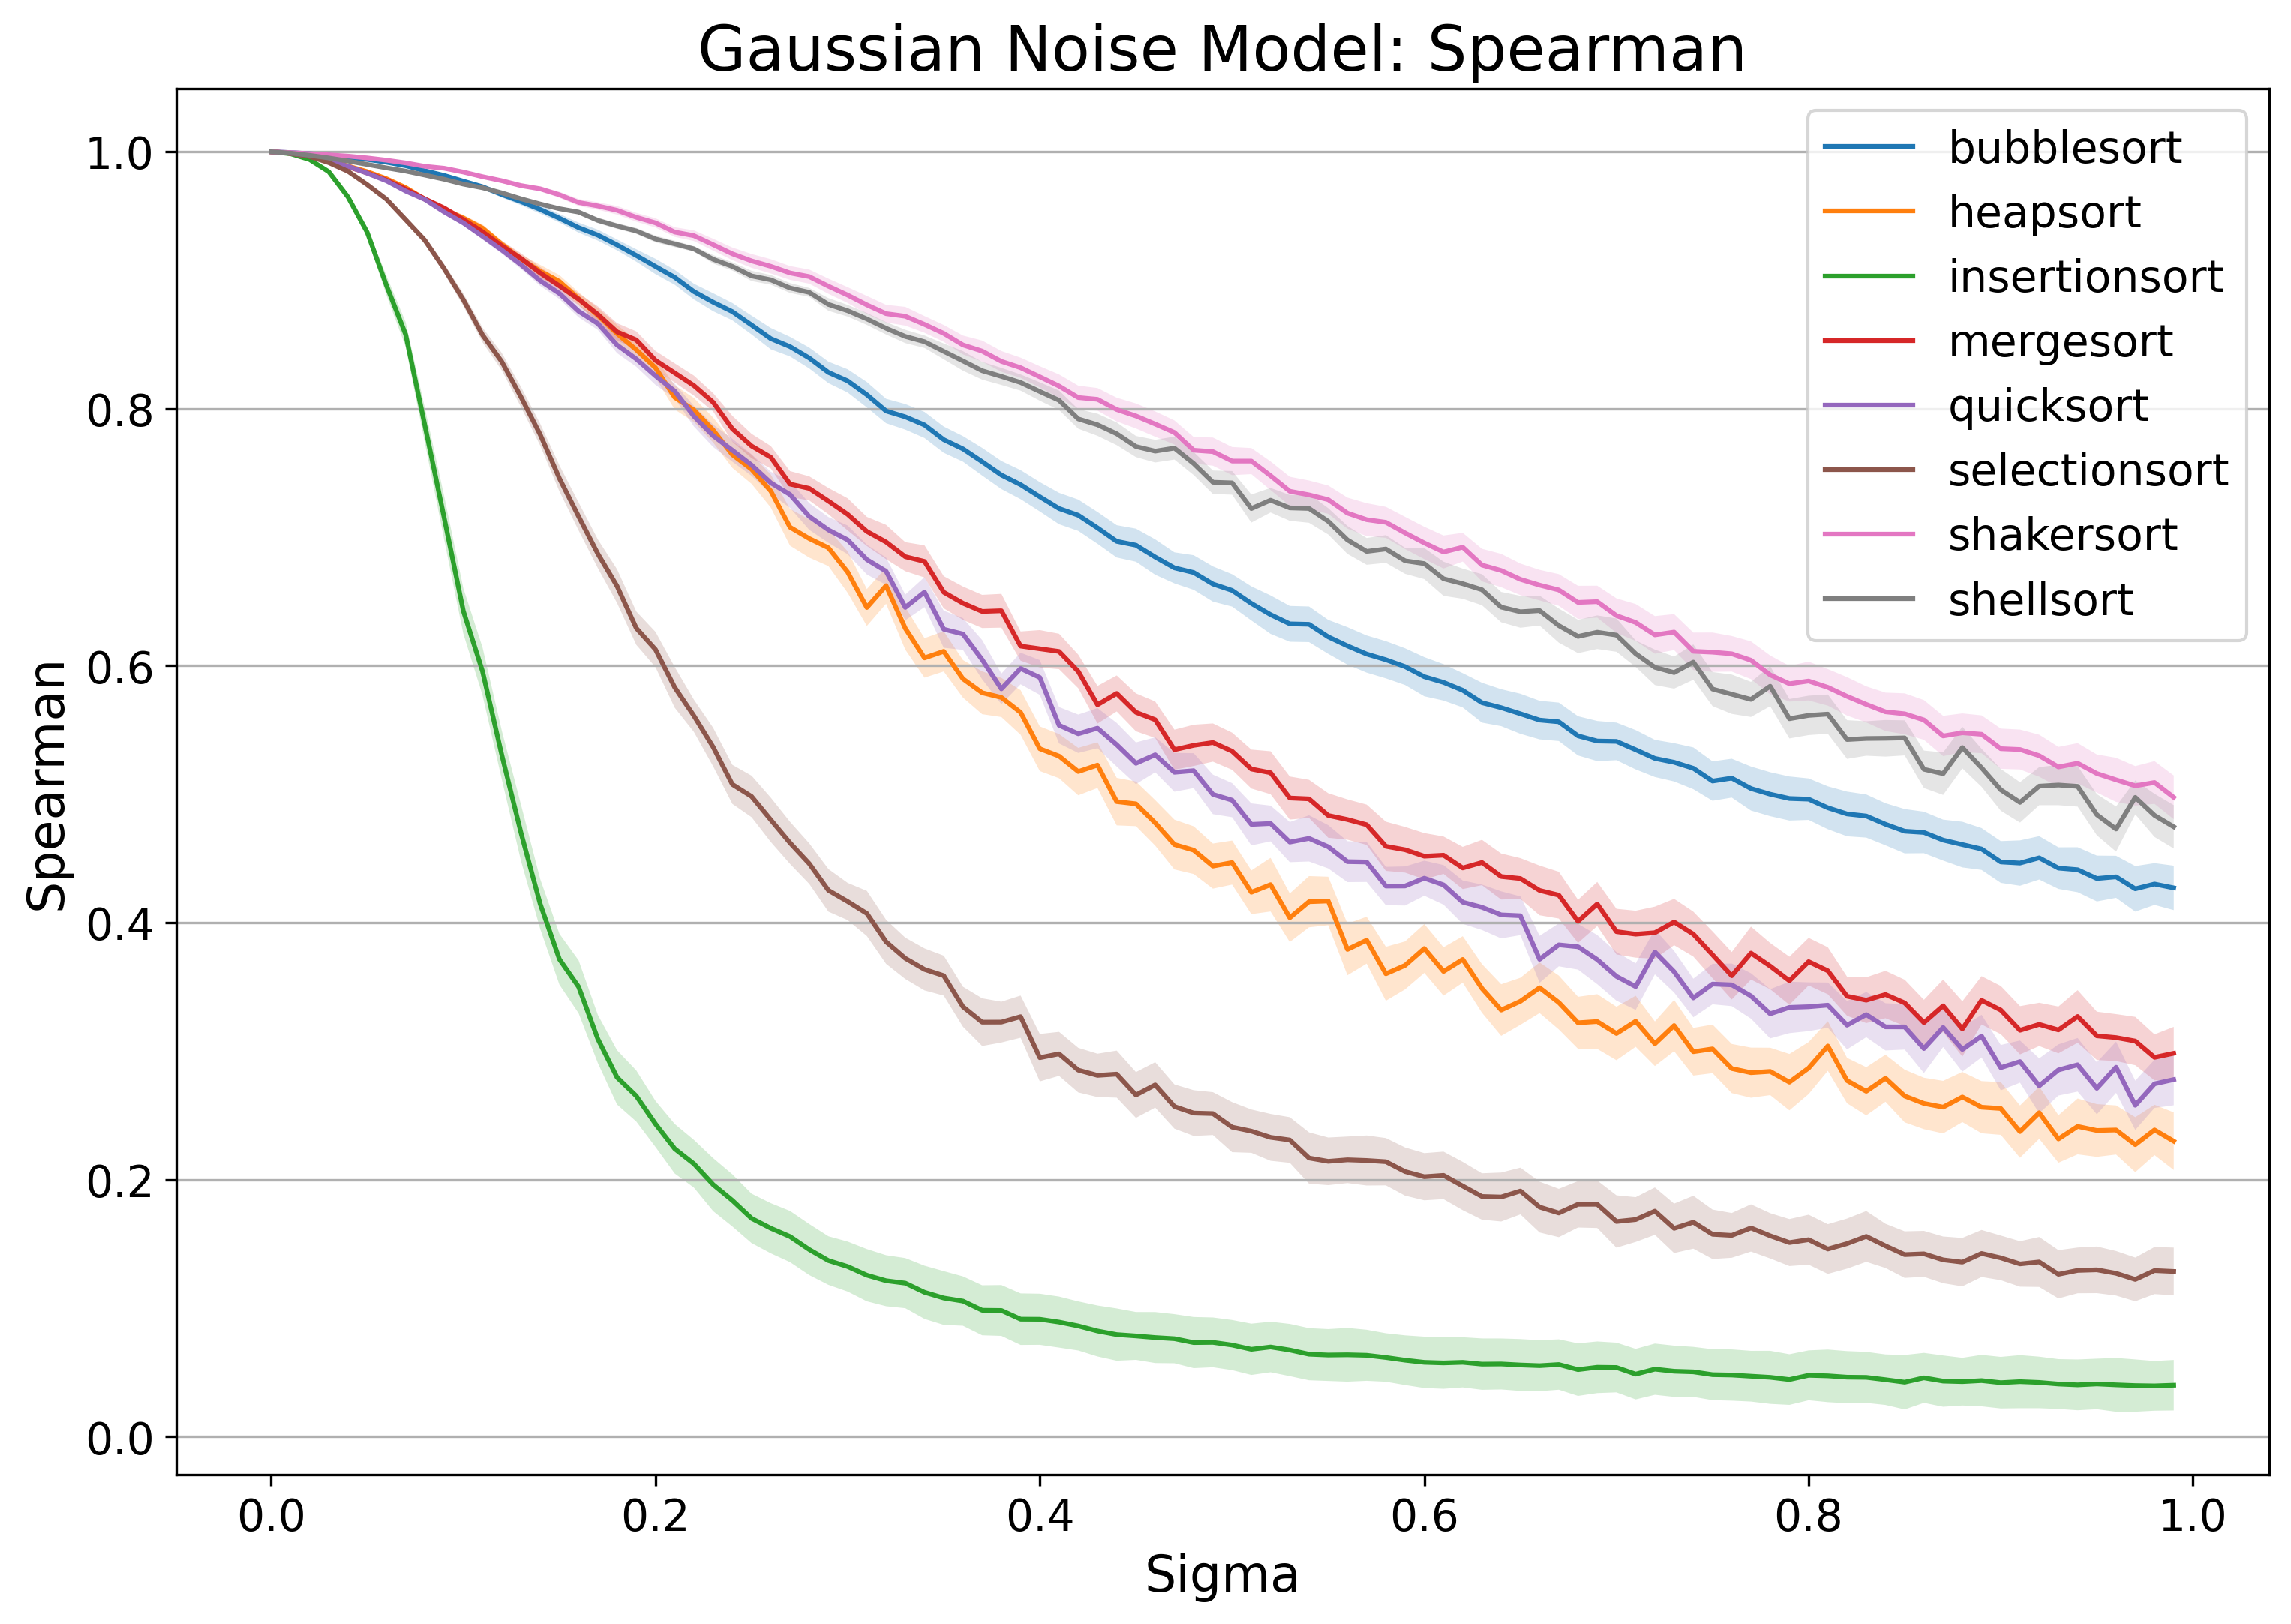 Gaussian Noise Model: Spearman
1.0
0.8
0.6
0.4
0.2
0.0
Spearman
0.0 0.2 0.4 0.6 0.8 1.0
Sigma
bubblesort
heapsort
insertionsort
mergesort
quicksort
selectionsort
shakersort
shellsort